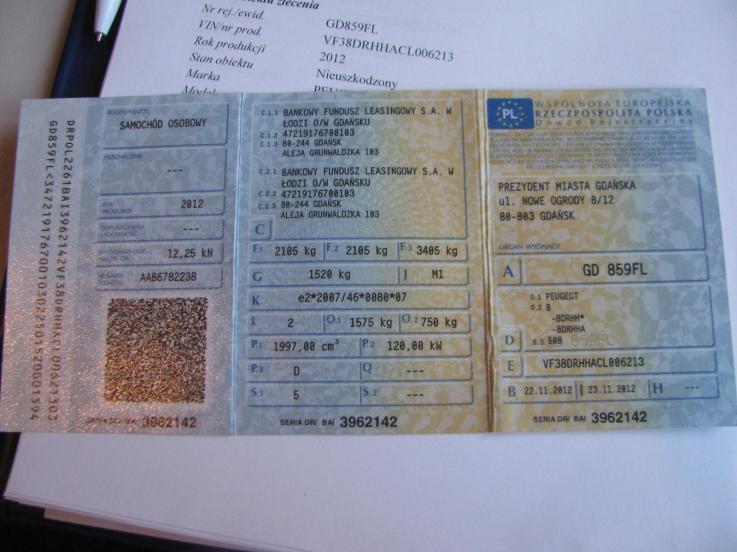 zlecenia
Nr rej./ewid. GD859FL
VIN/nr prod. VF38DRHHACL006213
Rok produkcji 2012
Stan obiektu Nieuszkodzony
Marka
SAMOCHÓD OSOBOWY
PRZEZNACZENIE
---
ROK
2012
---
12,25 kN
AAB6782238
SERIA DR/ BAI 3962142
C.1.1 BANKOWY FUNDUSZ LEASINGOWY S.A. W
ŁODZI O/W GDAŃSKU
C.1.2 47219176700103
C.1.3 80-244 GDAŃSK
ALEJA GRUNWALDZKA 103
C.2.1 BANKOWY FUNDUSZ LEASINGOWY S.A. W
ŁODZI O/W GDAŃSKU
C.2.2 47219176700103
C.2.3 80-244 GDAŃSK
ALEJA GRUNWALDZKA 103
C
F.1 2105 kg F.2 2105 kg F.3 3405 kg
G 1520 kg J M1
K e2*2007/46*0080*07
L 2 O.1 1575 kg O.2 750 kg
P.1 1997,00 cm³ P.2 120,00 kW
P.3 D Q ---
S.1 5 S.2 ---
SERIA DR/ BAI 3962142
PL
WSPÓLNOTA EUROPEJSKA
RZECZPOSPOLITA POLSKA
Dowód Rejestracyjny
PREZYDENT MIASTA GDAŃSKA
ul. NOWE OGRODY 8/12
80-803 GDAŃSK
ORGAN WYDAJĄCY
A GD 859FL
D.1 PEUGEOT
D.2 8
-8DRHH*
-8DRHHA
D D.3 508
E VF38DRHHACL006213
B 22.11.2012 I 23.11.2012 H ---
SERIA DR/ BAI 3962142